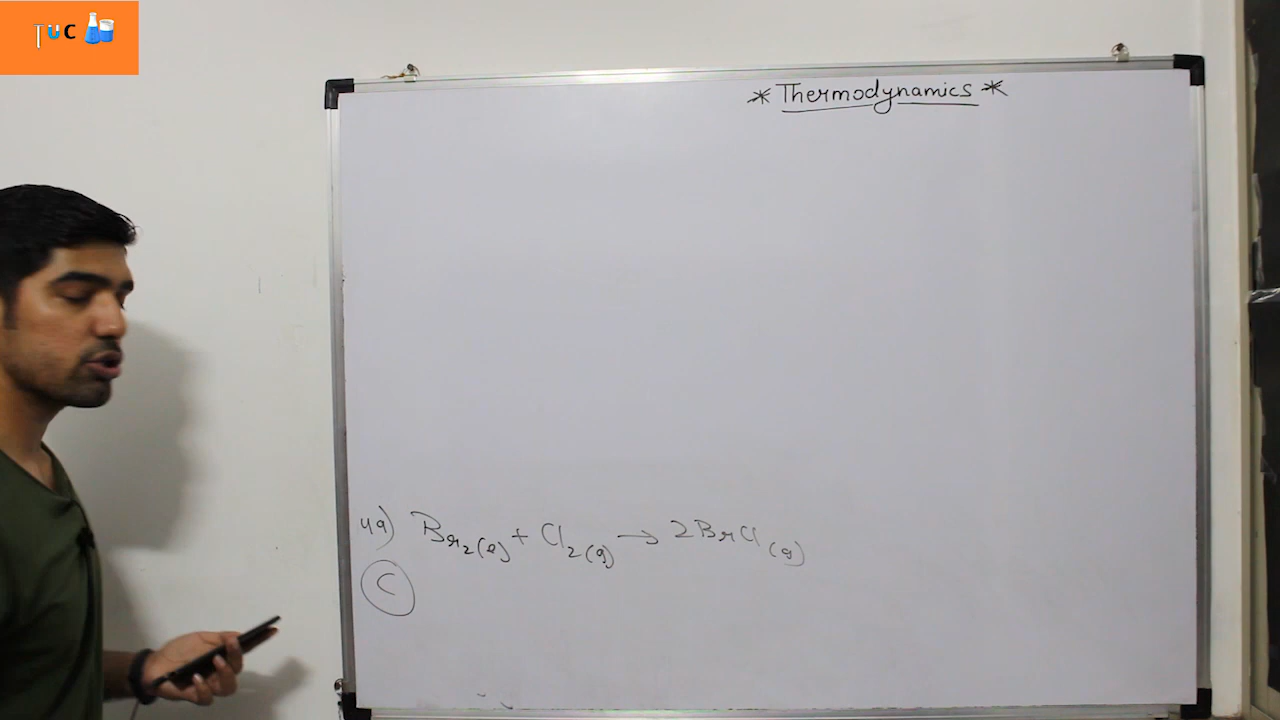 TUC
* Thermodynamics *
49) Br₂(l) + Cl₂(g) → 2BrCl(g)
C